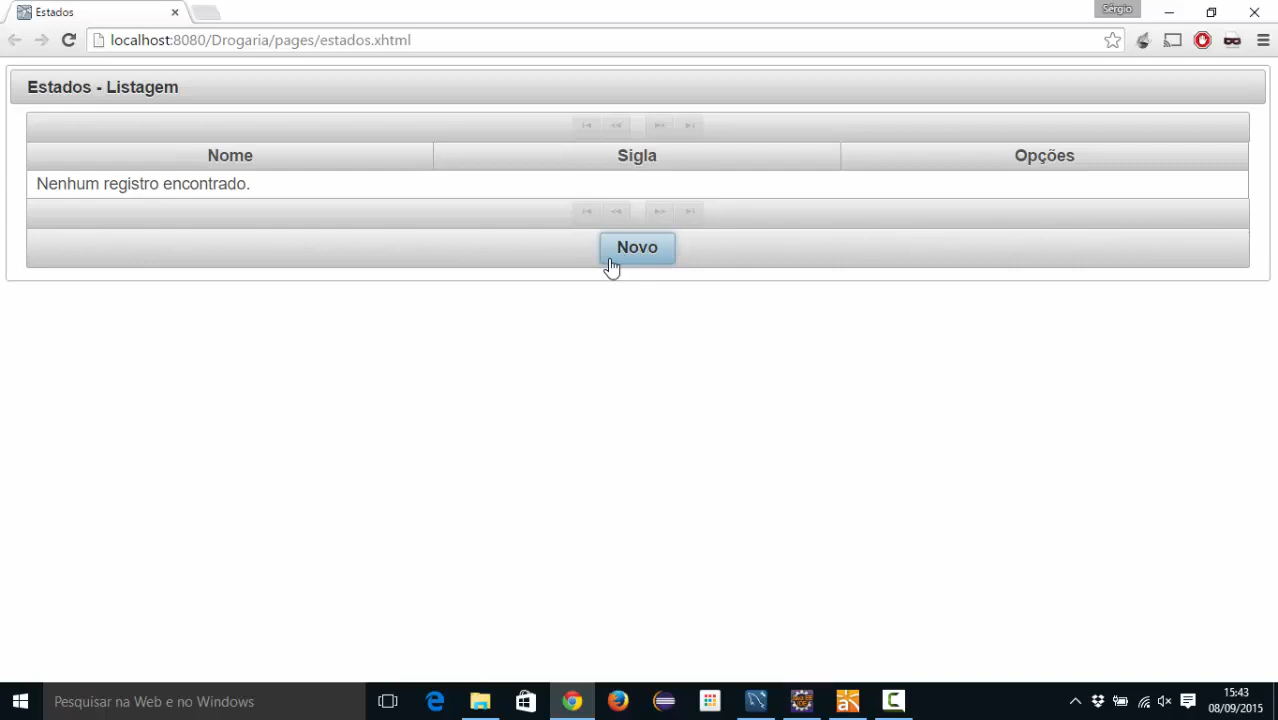 Estados
Sérgio
localhost:8080/Drogaria/pages/estados.xhtml
Estados - Listagem
Nome Sigla Opções
Nenhum registro encontrado.
Novo
Pesquisar na Web e no Windows
15:43
08/09/2015